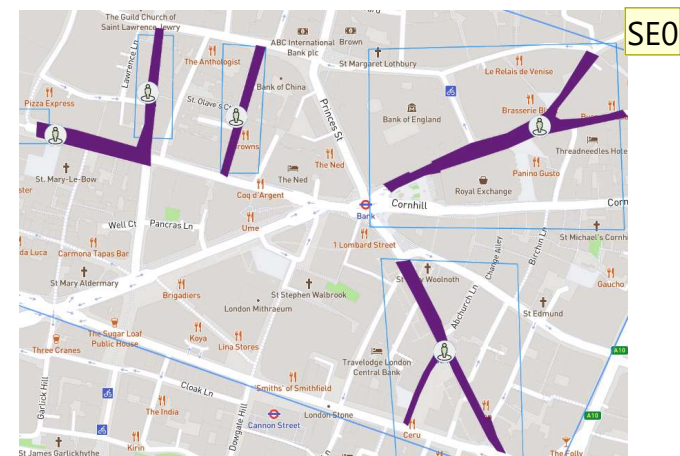 SE0
The Guild Church of
Saint Lawrence Jewry
ABC International
Bank plc
Brown
St Margaret Lothbury
Lawrence Ln
The Anthologist
Le Relais de Venise
Bank of China
Princes St
Pizza Express
St. Olave's C
Bank of England
Brasserie Bl
Threadneedles Hote
rowns
The Ned
St. Mary-Le-Bow
The Ned
Panino Gusto
Royal Exchange
ster
Coq d'Argent
Cornhill
Corn
Bank
Well Ct
Pancras Ln
Ume
1 Lombard Street
St Michael's Cornh
da Luca
Carmona Tapas Bar
Change Alley
Birchin Ln
St Mary Aldermary
Woolnoth
Gaucho
Brigadiers
St Stephen Walbrook
Abchurch Ln
St Edmund
London Mithraeum
The Sugar Loaf
Public House
Koya
Lina Stores
Three Cranes
Travelodge London
Central Bank
A10
Cloak Ln
'Smiths' of Smithfield
Garlick Hill
The India
Dowgate Hill
London Stone
A10
Cannon Street
Ceru
St James Garlickhythe
Kirin
The Folly